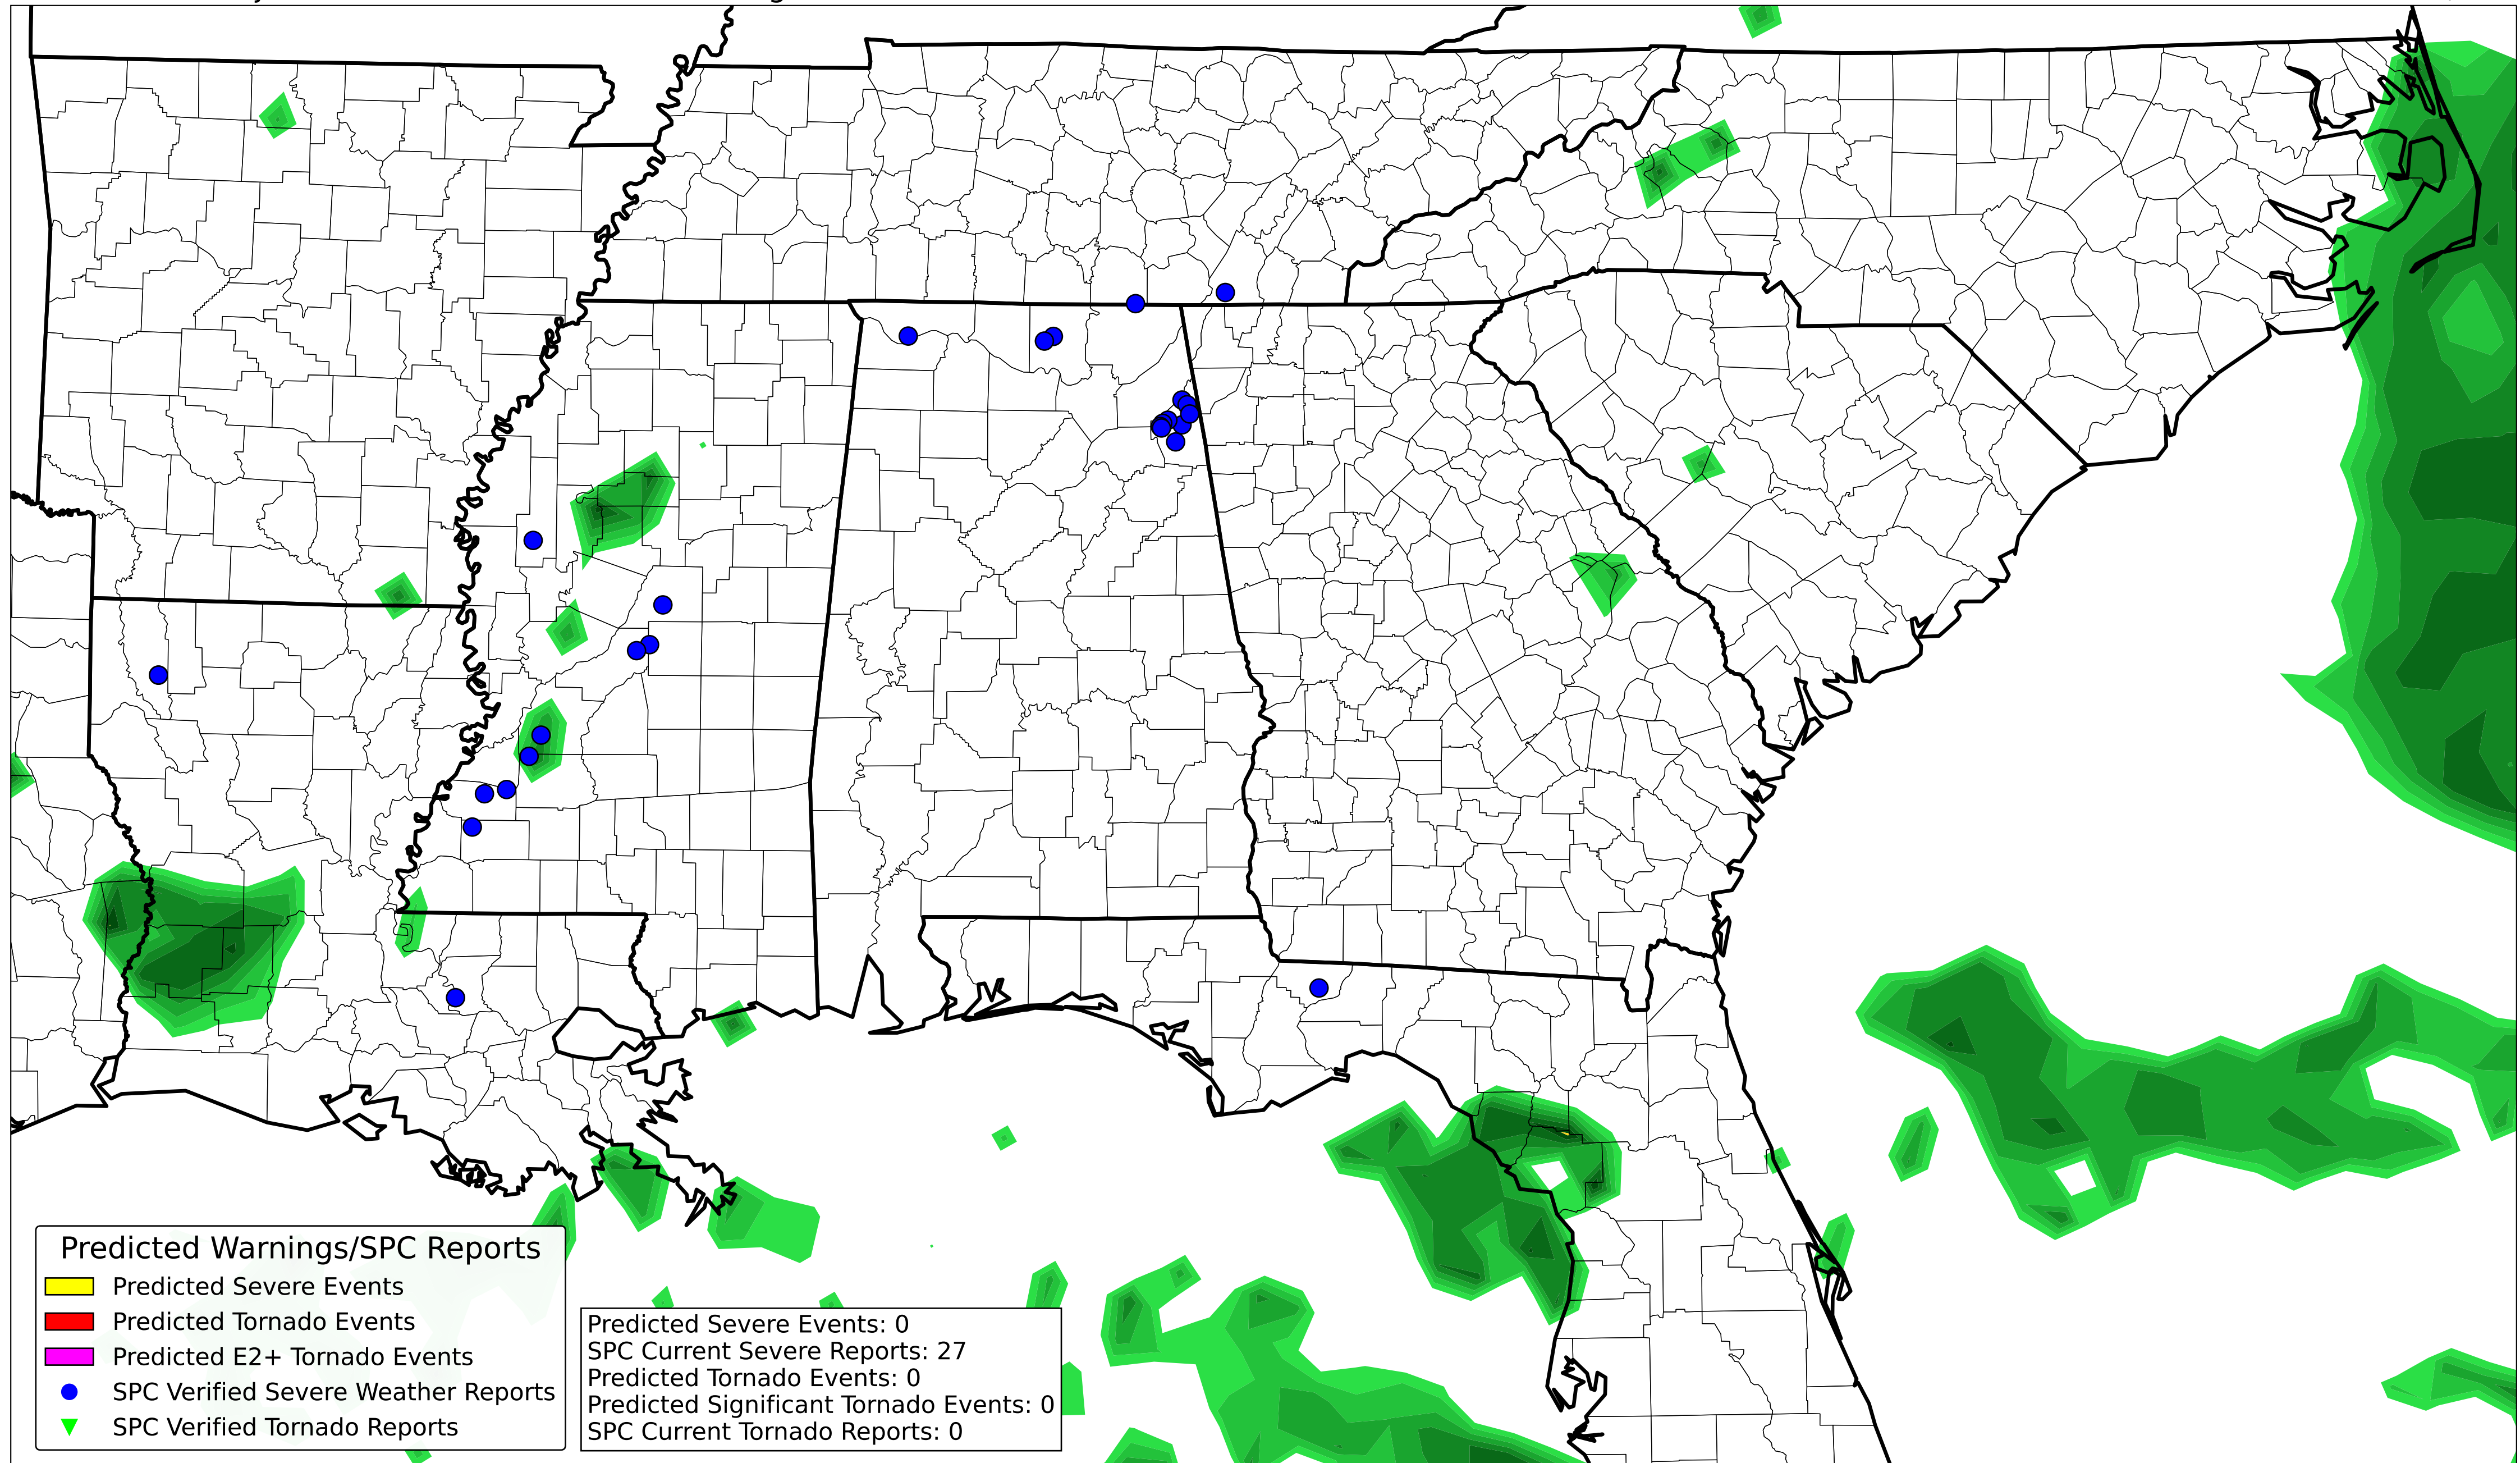 Predicted Warnings/SPC Reports
Predicted Severe Events
Predicted Tornado Events
Predicted E2+ Tornado Events
SPC Verified Severe Weather Reports
SPC Verified Tornado Reports
Predicted Severe Events: 0
SPC Current Severe Reports: 27
Predicted Tornado Events: 0
Predicted Significant Tornado Events: 0
SPC Current Tornado Reports: 0